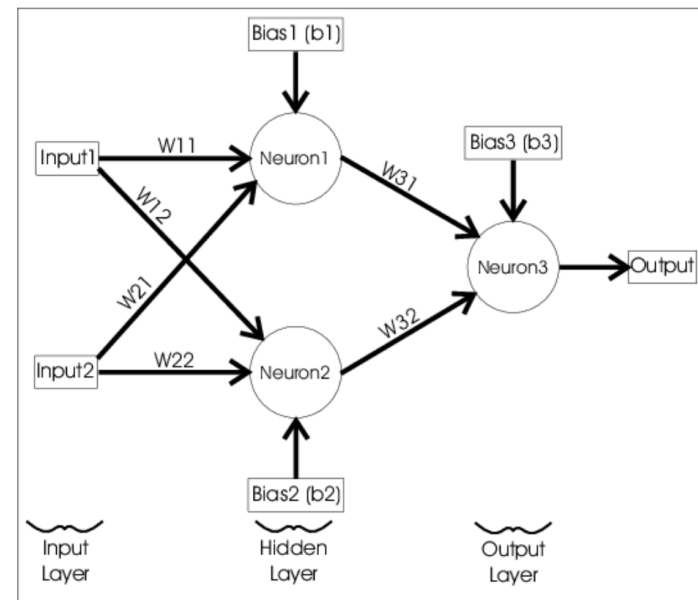 Bias1 (b1)
Bias3 (b3)
Input1
W11
Neuron1
W31
W12
Neuron3
Output
W21
W32
Input2
W22
Neuron2
Bias2 (b2)
Input
Layer
Hidden
Layer
Output
Layer